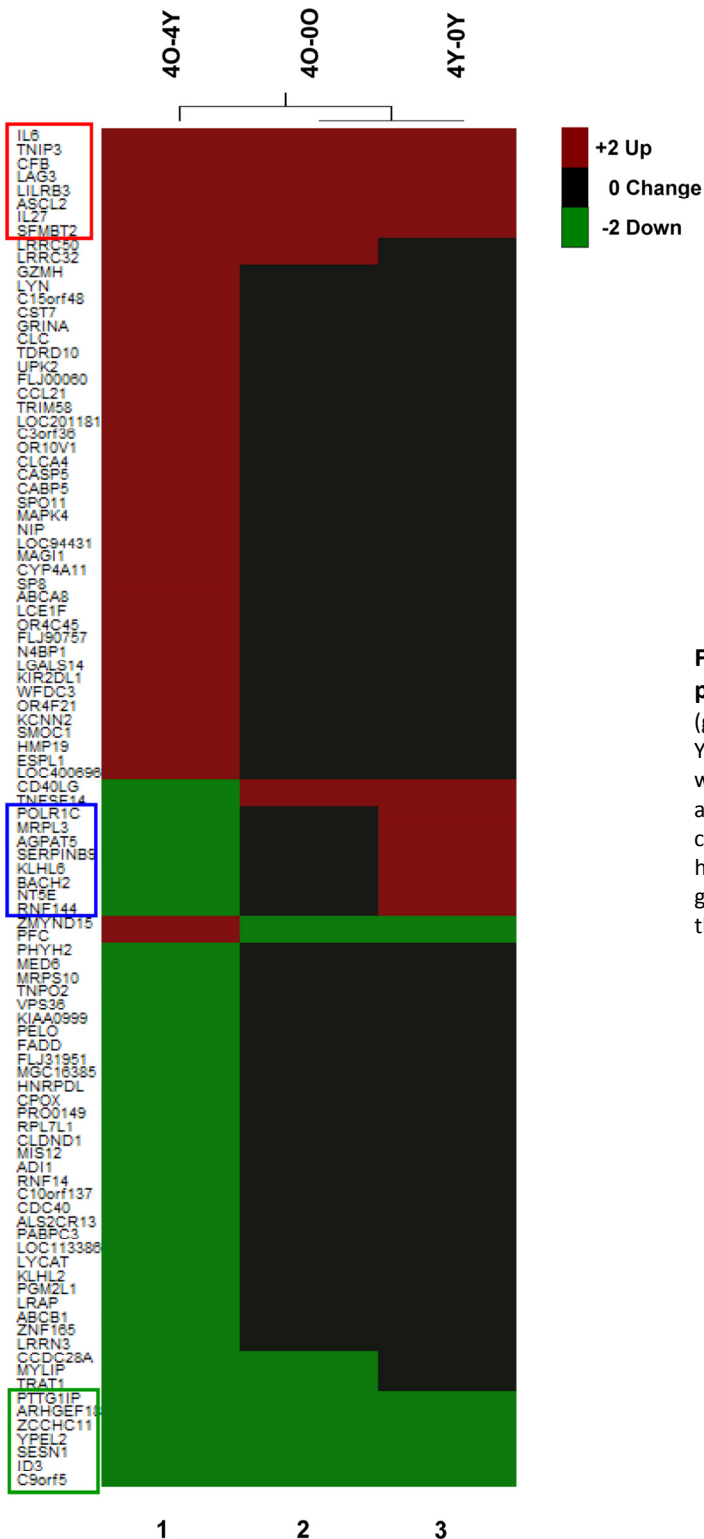 4O-4Y
4O-0O
4Y-0Y
+2 Up
0 Change
-2 Down
IL6
TNIP3
CFB
LAG3
LILRB3
ASCL2
IL27
SFMBT2
LRRC50
LRRC32
GZMH
LYN
C15orf48
CST7
GRINA
CLC
TDRD10
UPK2
FLJ00060
CCL21
TRIM58
LOC201181
C3orf36
OR10V1
CLCA4
CASP5
CABP5
SPO11
MAPK4
NIP
LOC94431
MAGI1
CYP4A11
SP8
ABCA8
LCE1F
OR4C45
FLJ90757
N4BP1
LGALS14
KIR2DL1
WFDC3
OR4F21
KCNN2
SMOC1
HMP19
ESPL1
LOC400696
CD40LG
TNFSF14
POLR1C
MRPL3
AGPAT5
SERPINB9
KLHL6
BACH2
NT5E
RNF144
ZMYND15
PFC
PHYH2
MED6
MRPS10
TNPO2
VPS36
KIAA0999
PELO
FADD
FLJ31951
MGC16385
HNRPDL
CPOX
PRO0149
RPL7L1
CLDND1
MIS12
ADI1
RNF14
C10orf137
CDC40
ALS2CR13
PABPC3
LOC113386
LYCAT
KLHL2
PGM2L1
LRAP
ABCB1
ZNF165
LRRN3
CCDC28A
MYLIP
TRAT1
PTTG1IP
ARHGEF18
ZCCHC11
YPEL2
SESN1
ID3
C9orf5
1 2 3